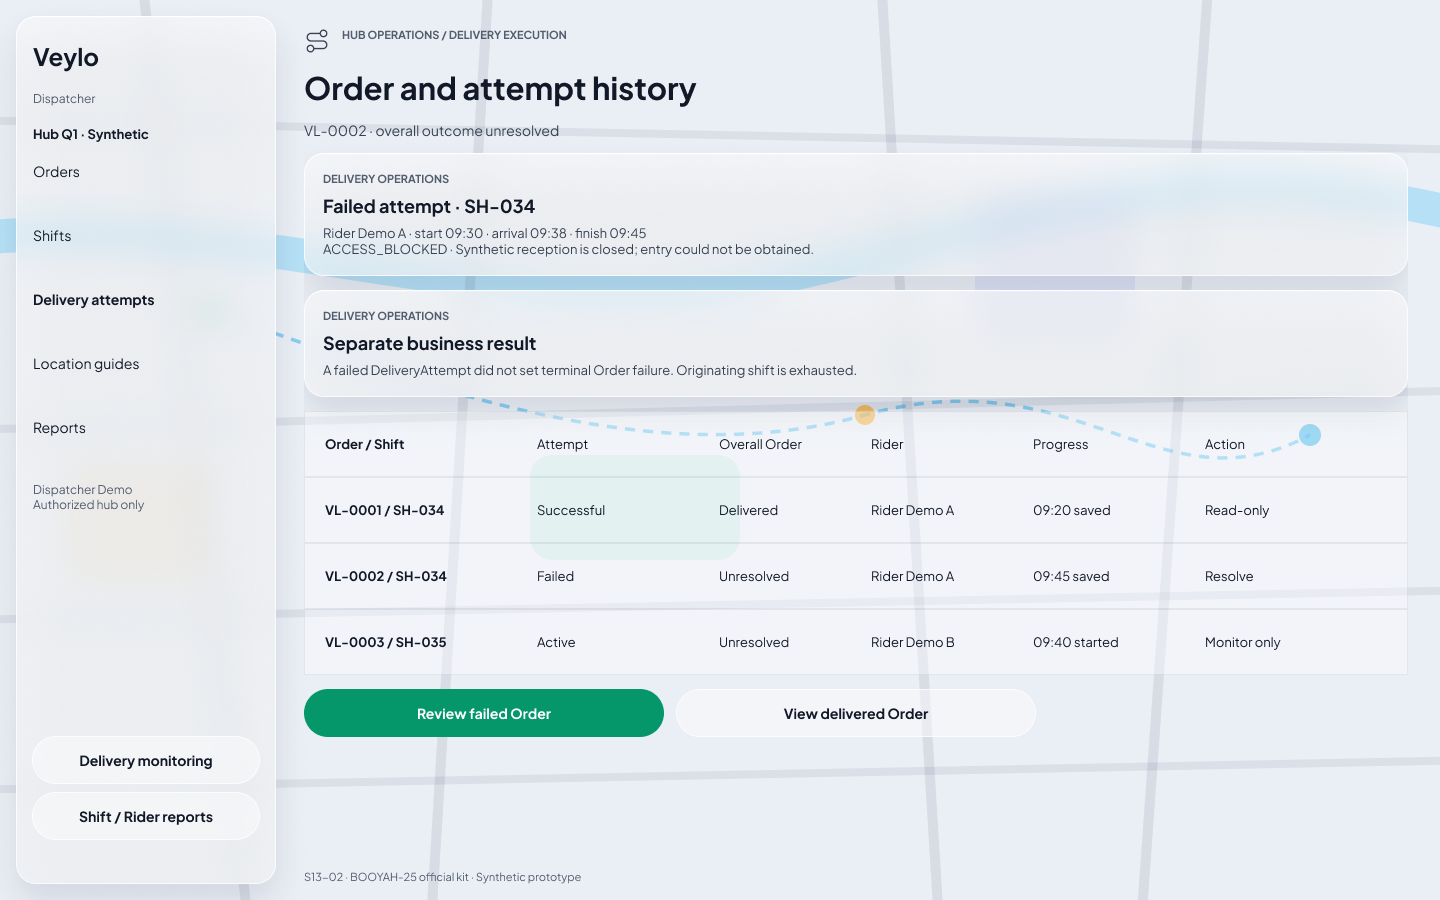 Veylo
Dispatcher
Hub Q1 · Synthetic
Orders
Shifts
Delivery attempts
Location guides
Reports
Dispatcher Demo
Authorized hub only
Delivery monitoring
Shift / Rider reports
HUB OPERATIONS / DELIVERY EXECUTION
Order and attempt history
VL-0002 · overall outcome unresolved
DELIVERY OPERATIONS
Failed attempt · SH-034
Rider Demo A · start 09:30 · arrival 09:38 · finish 09:45
ACCESS_BLOCKED · Synthetic reception is closed; entry could not be obtained.
DELIVERY OPERATIONS
Separate business result
A failed DeliveryAttempt did not set terminal Order failure. Originating shift is exhausted.
Order / Shift Attempt Overall Order Rider Progress Action
VL-0001 / SH-034 Successful Delivered Rider Demo A 09:20 saved Read-only
VL-0002 / SH-034 Failed Unresolved Rider Demo A 09:45 saved Resolve
VL-0003 / SH-035 Active Unresolved Rider Demo B 09:40 started Monitor only
Review failed Order View delivered Order
S13-02 · BOOYAH-25 official kit · Synthetic prototype